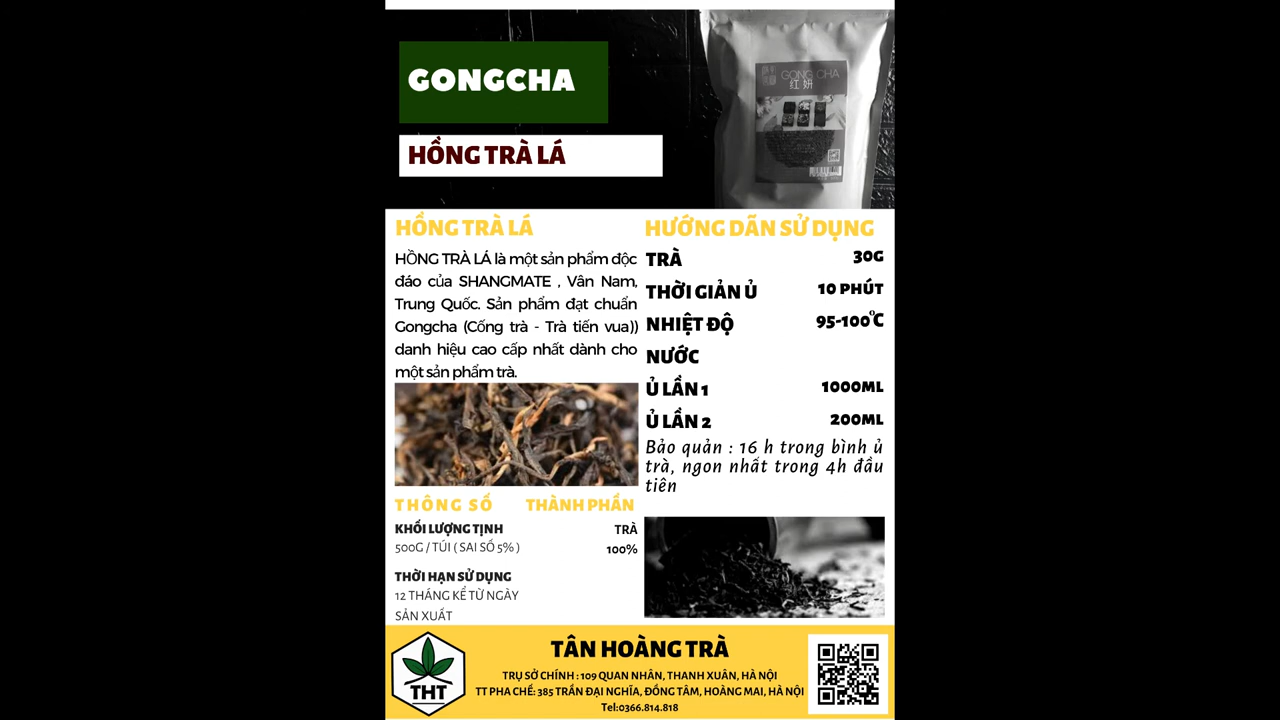 GONGCHA
HỒNG TRÀ LÁ
GONG CHA
红 妍
HỒNG TRÀ LÁ
HỒNG TRÀ LÁ là một sản phẩm độc
đáo của SHANGMATE , Vân Nam,
Trung Quốc. Sản phẩm đạt chuẩn
Gongcha (Cống trà - Trà tiến vua))
danh hiệu cao cấp nhất dành cho
một sản phẩm trà.
THÔNG SỐ THÀNH PHẦN
KHỐI LƯỢNG TỊNH TRÀ
500G / TÚI ( SAI SỐ 5% ) 100%
THỜI HẠN SỬ DỤNG
12 THÁNG KỂ TỪ NGÀY
SẢN XUẤT
HƯỚNG DẪN SỬ DỤNG
TRÀ 30G
THỜI GIẢN Ủ 10 PHÚT
NHIỆT ĐỘ 95-100°C
NƯỚC
Ủ LẦN 1 1000ML
Ủ LẦN 2 200ML
Bảo quản : 16 h trong bình ủ
trà, ngon nhất trong 4h đầu
tiên
THT
TÂN HOÀNG TRÀ
TRỤ SỞ CHÍNH : 109 QUAN NHÂN, THANH XUÂN, HÀ NỘI
TT PHA CHẾ: 385 TRẦN ĐẠI NGHĨA, ĐỒNG TÂM, HOÀNG MAI, HÀ NỘI
Tel:0366.814.818